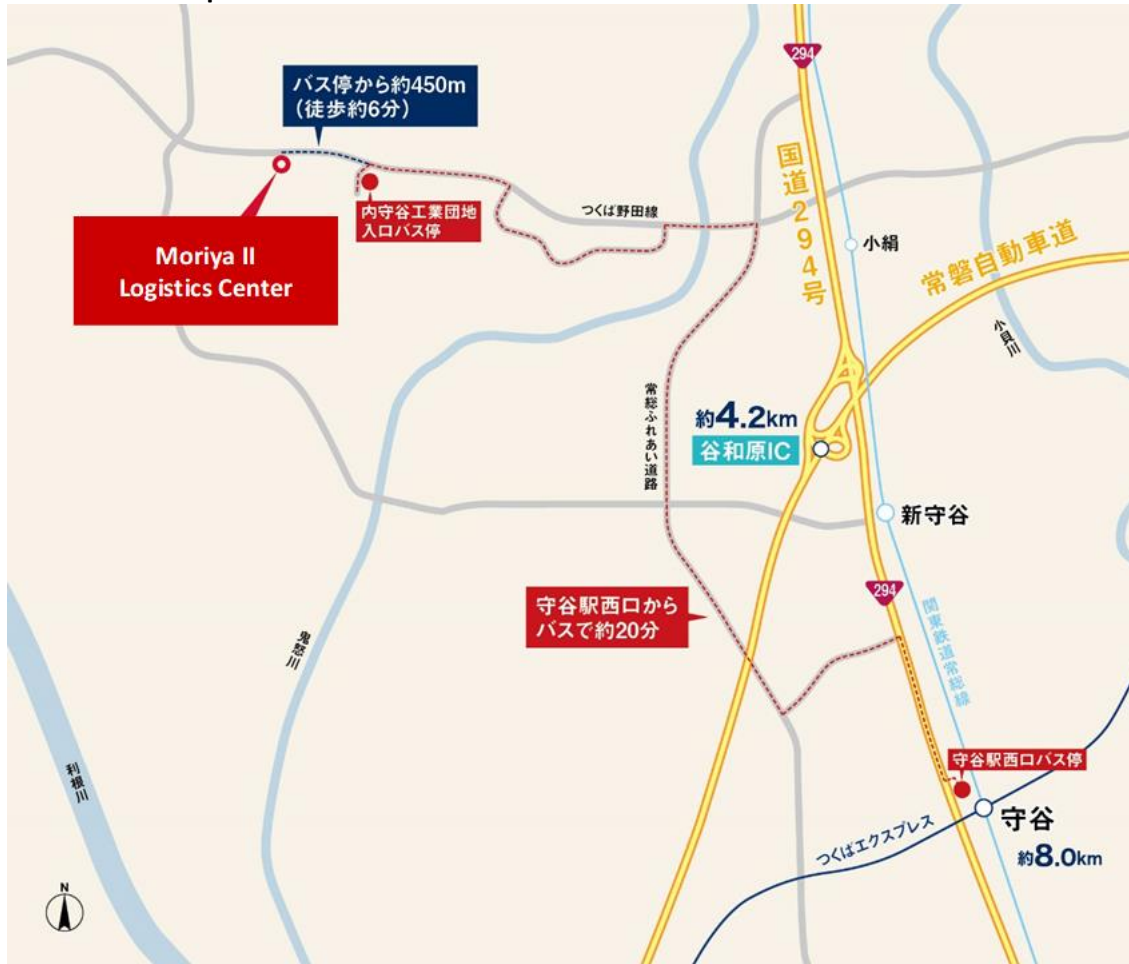 294
バス停から約450m
（徒歩約6分）
国道294号
内守谷工業団地
入口バス停
つくば野田線
小絹
常磐自動車道
Moriya II
Logistics Center
小貝川
常総ふれあい道路
約4.2km
谷和原IC
新守谷
294
守谷駅西口から
バスで約20分
関東鉄道常総線
鬼怒川
守谷駅西口バス停
利根川
守谷
つくばエクスプレス
約8.0km
N